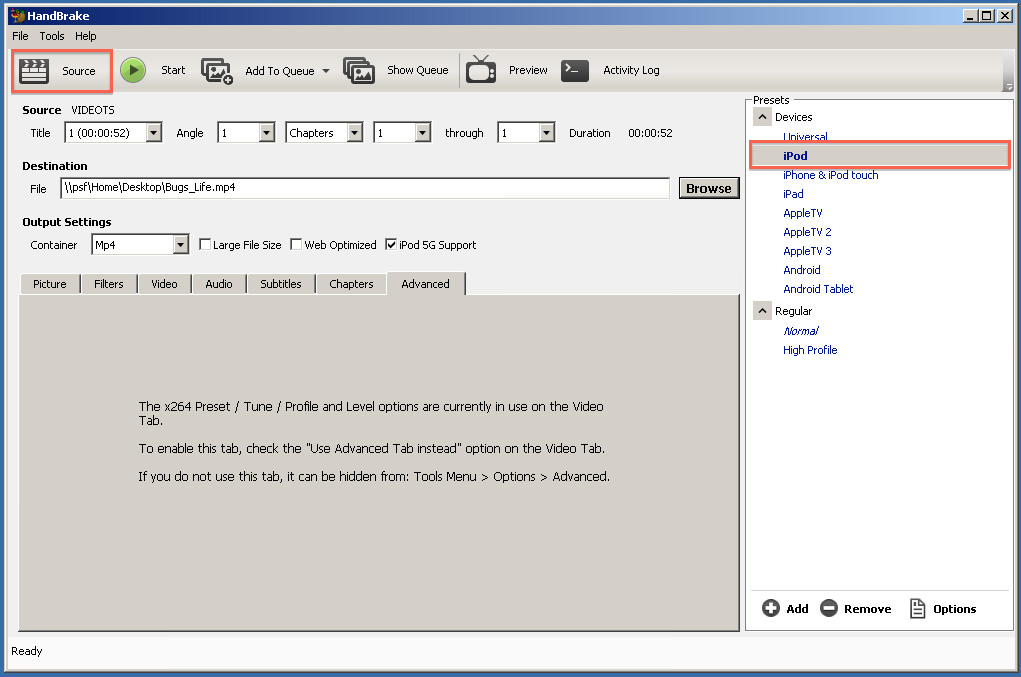 HandBrake
File Tools Help
Source Start Add To Queue Show Queue Preview Activity Log
Source VIDEOTS
Title 1 (00:00:52) Angle 1 Chapters 1 through 1 Duration 00:00:52
Destination
File \\psf\Home\Desktop\Bugs_Life.mp4 Browse
Output Settings
Container Mp4 Large File Size Web Optimized iPod 5G Support
Picture Filters Video Audio Subtitles Chapters Advanced
The x264 Preset / Tune / Profile and Level options are currently in use on the Video
Tab.
To enable this tab, check the "Use Advanced Tab instead" option on the Video Tab.
If you do not use this tab, it can be hidden from: Tools Menu > Options > Advanced.
Presets
Devices
Universal
iPod
iPhone & iPod touch
iPad
AppleTV
AppleTV 2
AppleTV 3
Android
Android Tablet
Regular
Normal
High Profile
Add Remove Options
Ready